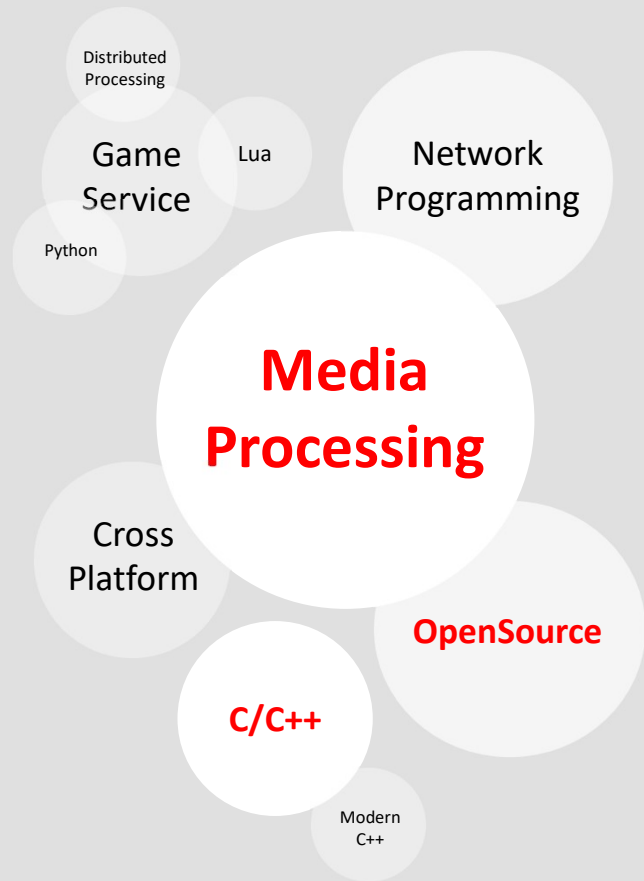 Distributed
Processing
Game
Service
Lua
Python
Network
Programming
Media
Processing
Cross
Platform
OpenSource
C/C++
Modern
C++